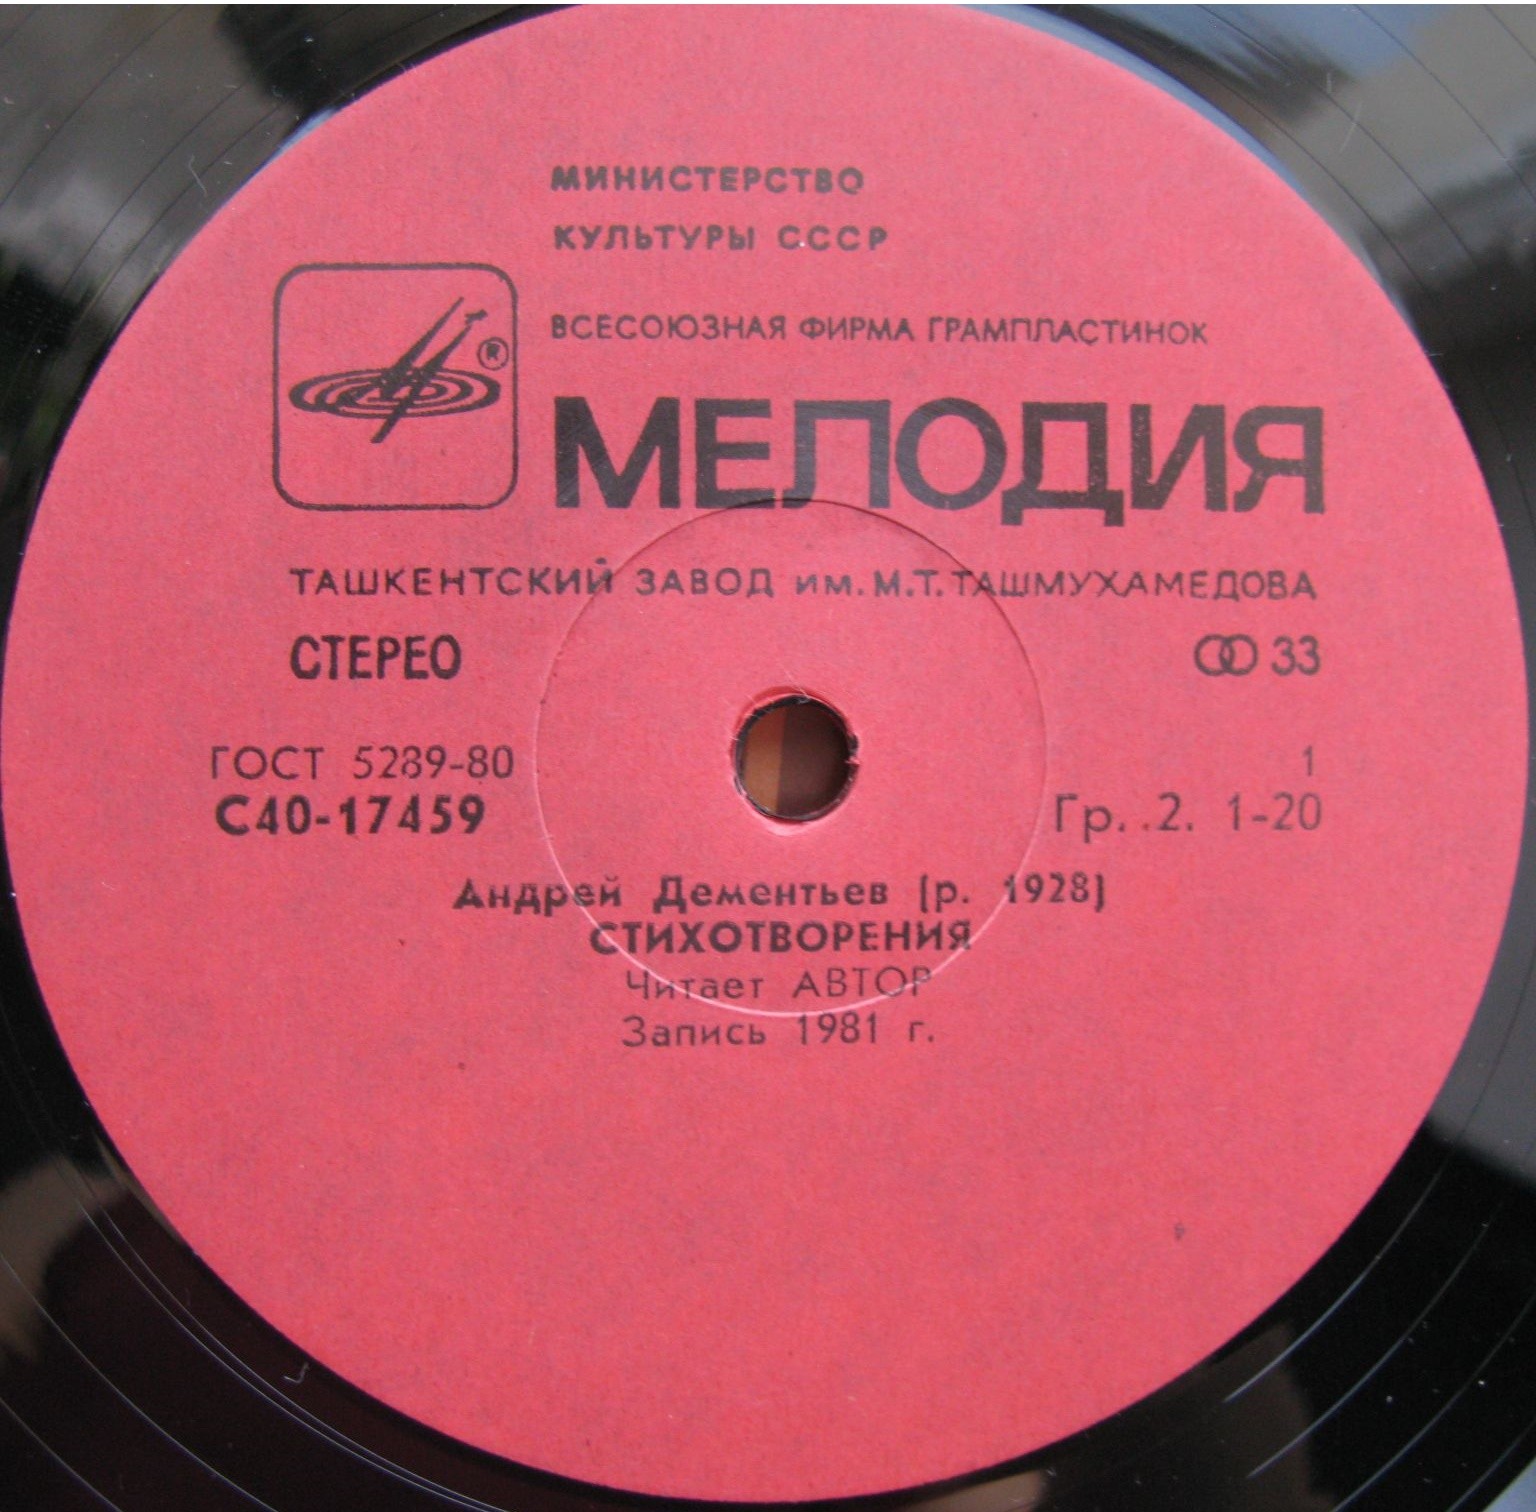 МИНИСТЕРСТВО
КУЛЬТУРЫ СССР
ВСЕСОЮЗНАЯ ФИРМА ГРАМПЛАСТИНОК
®
МЕЛОДИЯ
ТАШКЕНТСКИЙ ЗАВОД им. М.Т. ТАШМУХАМЕДОВА
СТЕРЕО 33
ГОСТ 5289-80 1
С40-17459 Гр. .2. 1-20
Андрей Дементьев (р. 1928)
СТИХОТВОРЕНИЯ
Читает АВТОР
Запись 1981 г.